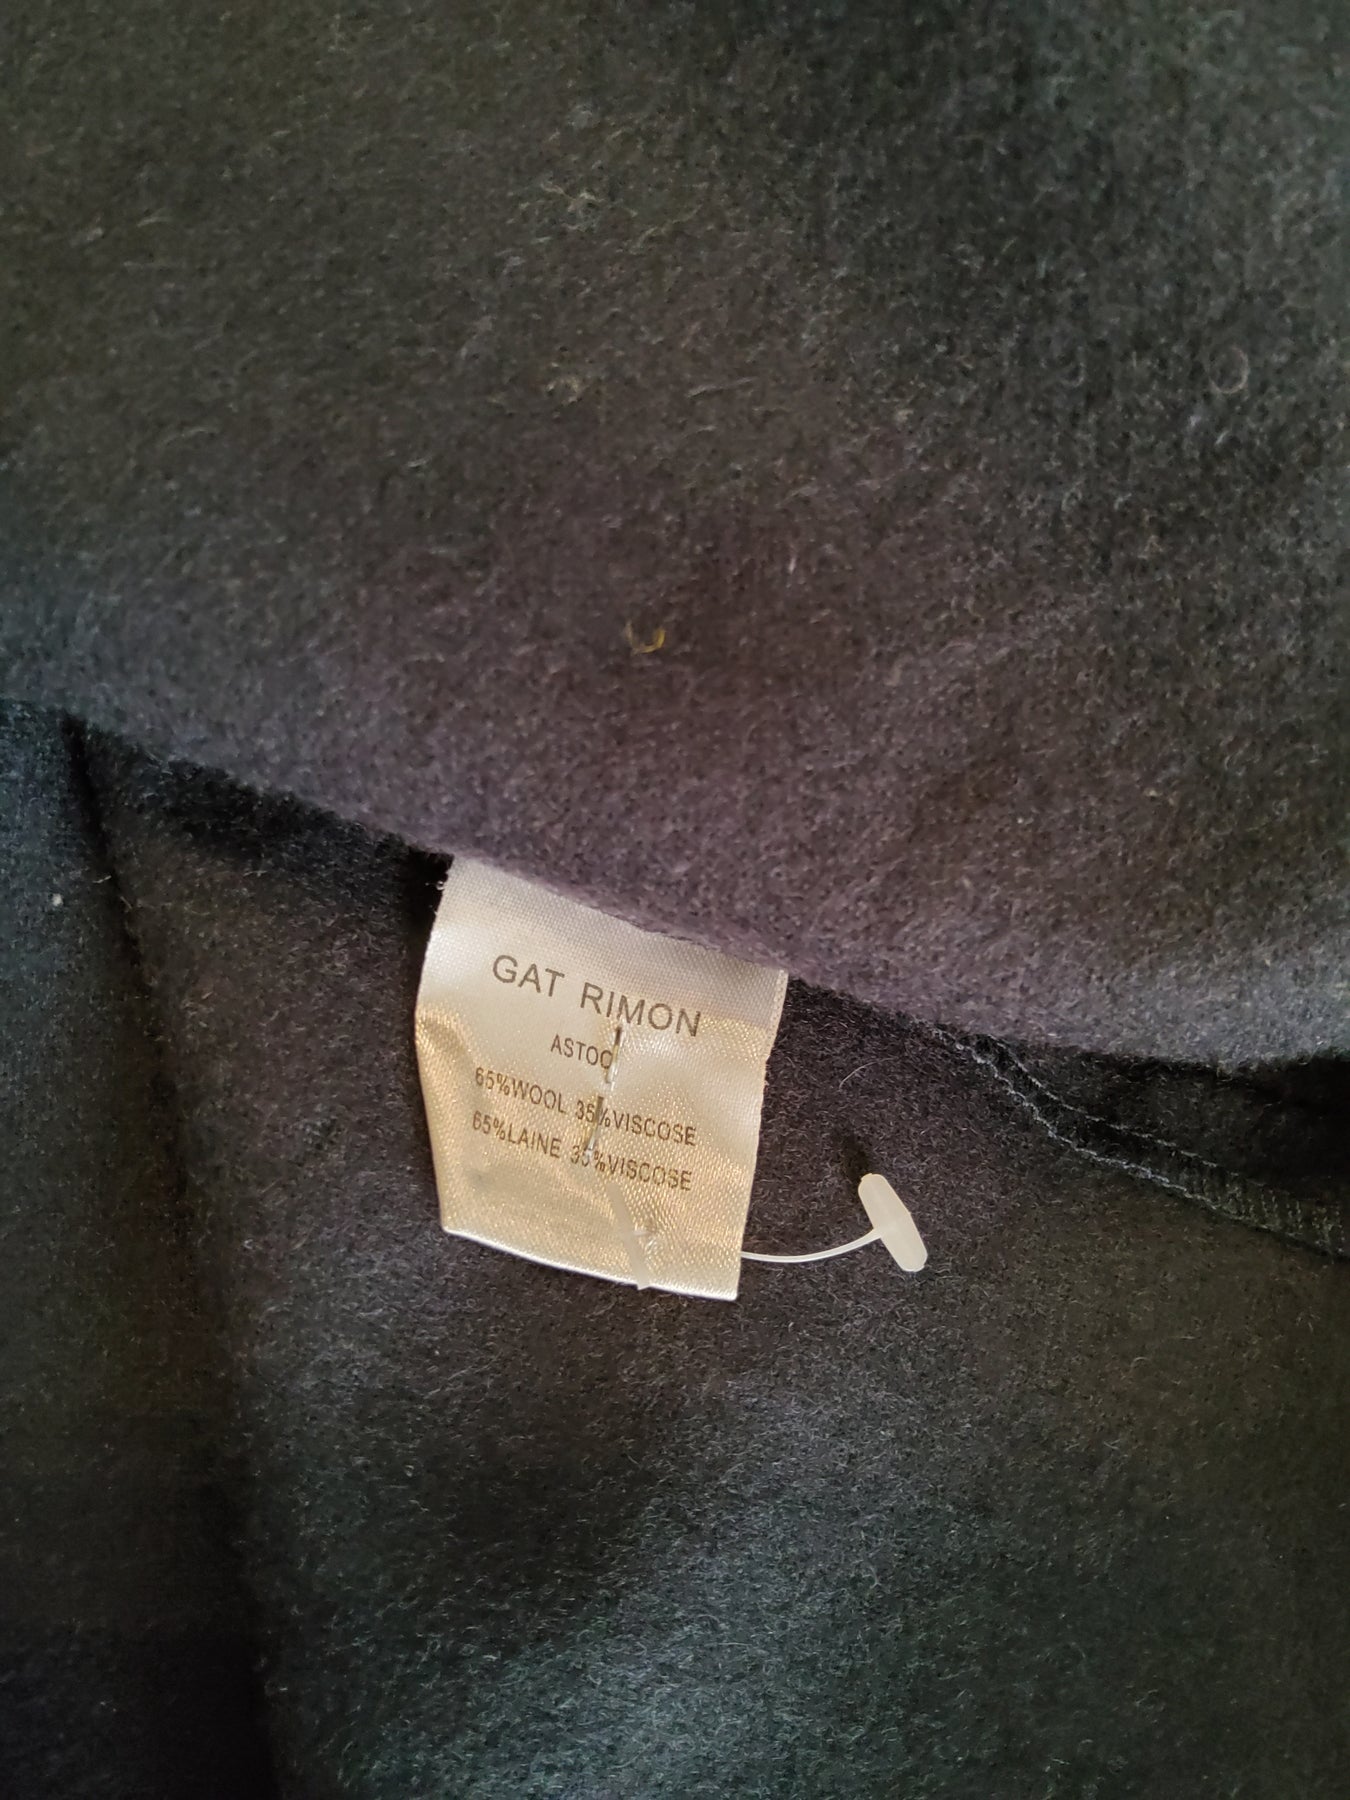 GAT RIMON
ASTOC
65%WOOL 35%VISCOSE
65%LAINE 35%VISCOSE